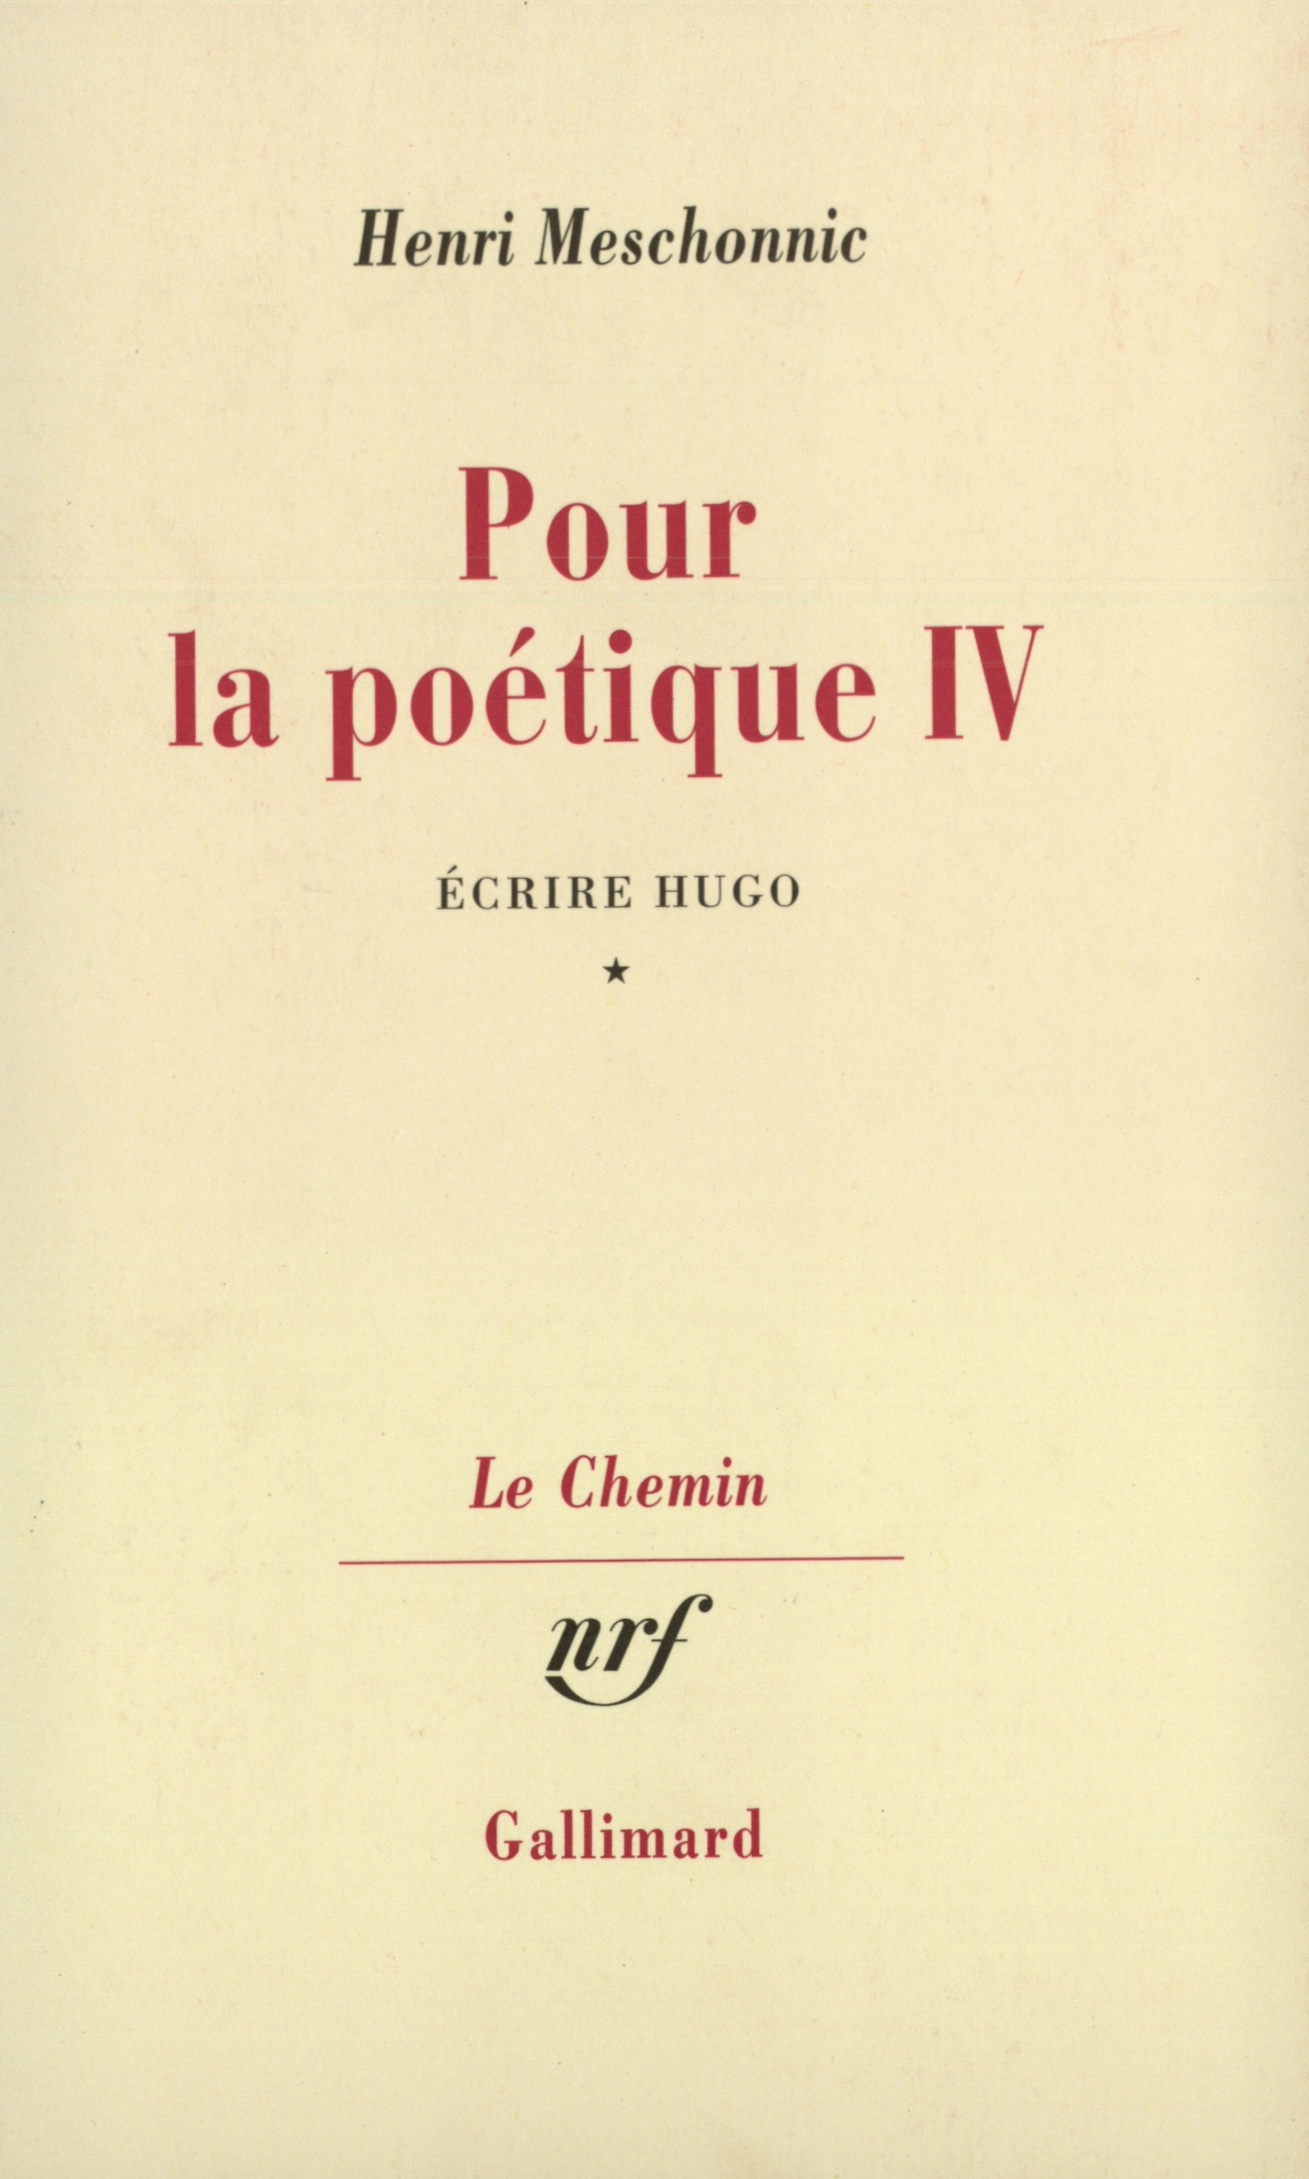 Henri Meschonnic
Pour
la poétique IV
ÉCRIRE HUGO
★
Le Chemin
nrf
Gallimard